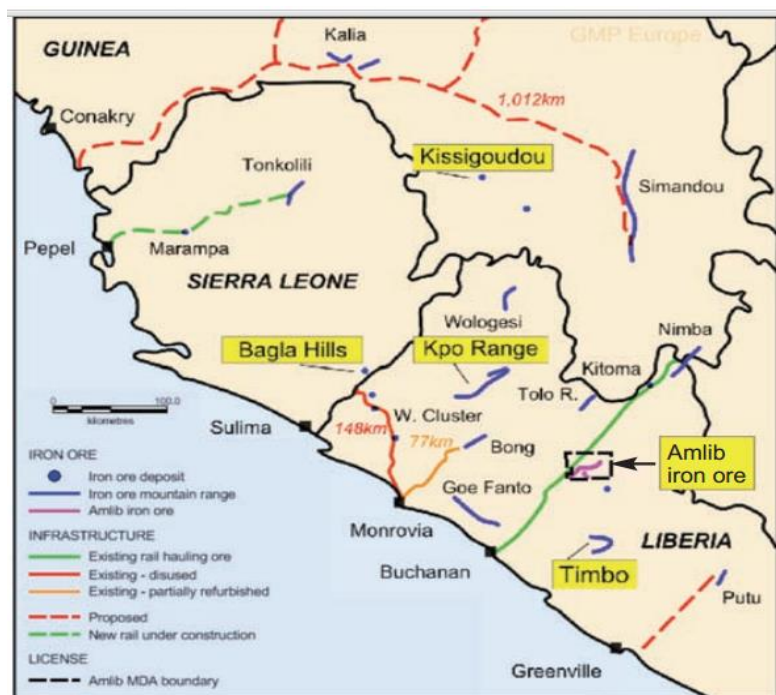 GMP Europe
GUINEA
Kalia
Conakry
1,012km
Tonkolili
Kissigoudou
Simandou
Pepel
Marampa
SIERRA LEONE
Wologesi
Nimba
Bagla Hills
Kpo Range
Kitoma
Tolo R.
100.0
kilometres
Sulima
W. Cluster
148km
77km
Bong
Amlib
iron ore
Goe Fanto
Monrovia
Buchanan
LIBERIA
Timbo
Putu
Greenville
IRON ORE
Iron ore deposit
Iron ore mountain range
Amlib iron ore
INFRASTRUCTURE
Existing rail hauling ore
Existing - disused
Existing - partially refurbished
Proposed
New rail under construction
LICENSE
Amlib MDA boundary